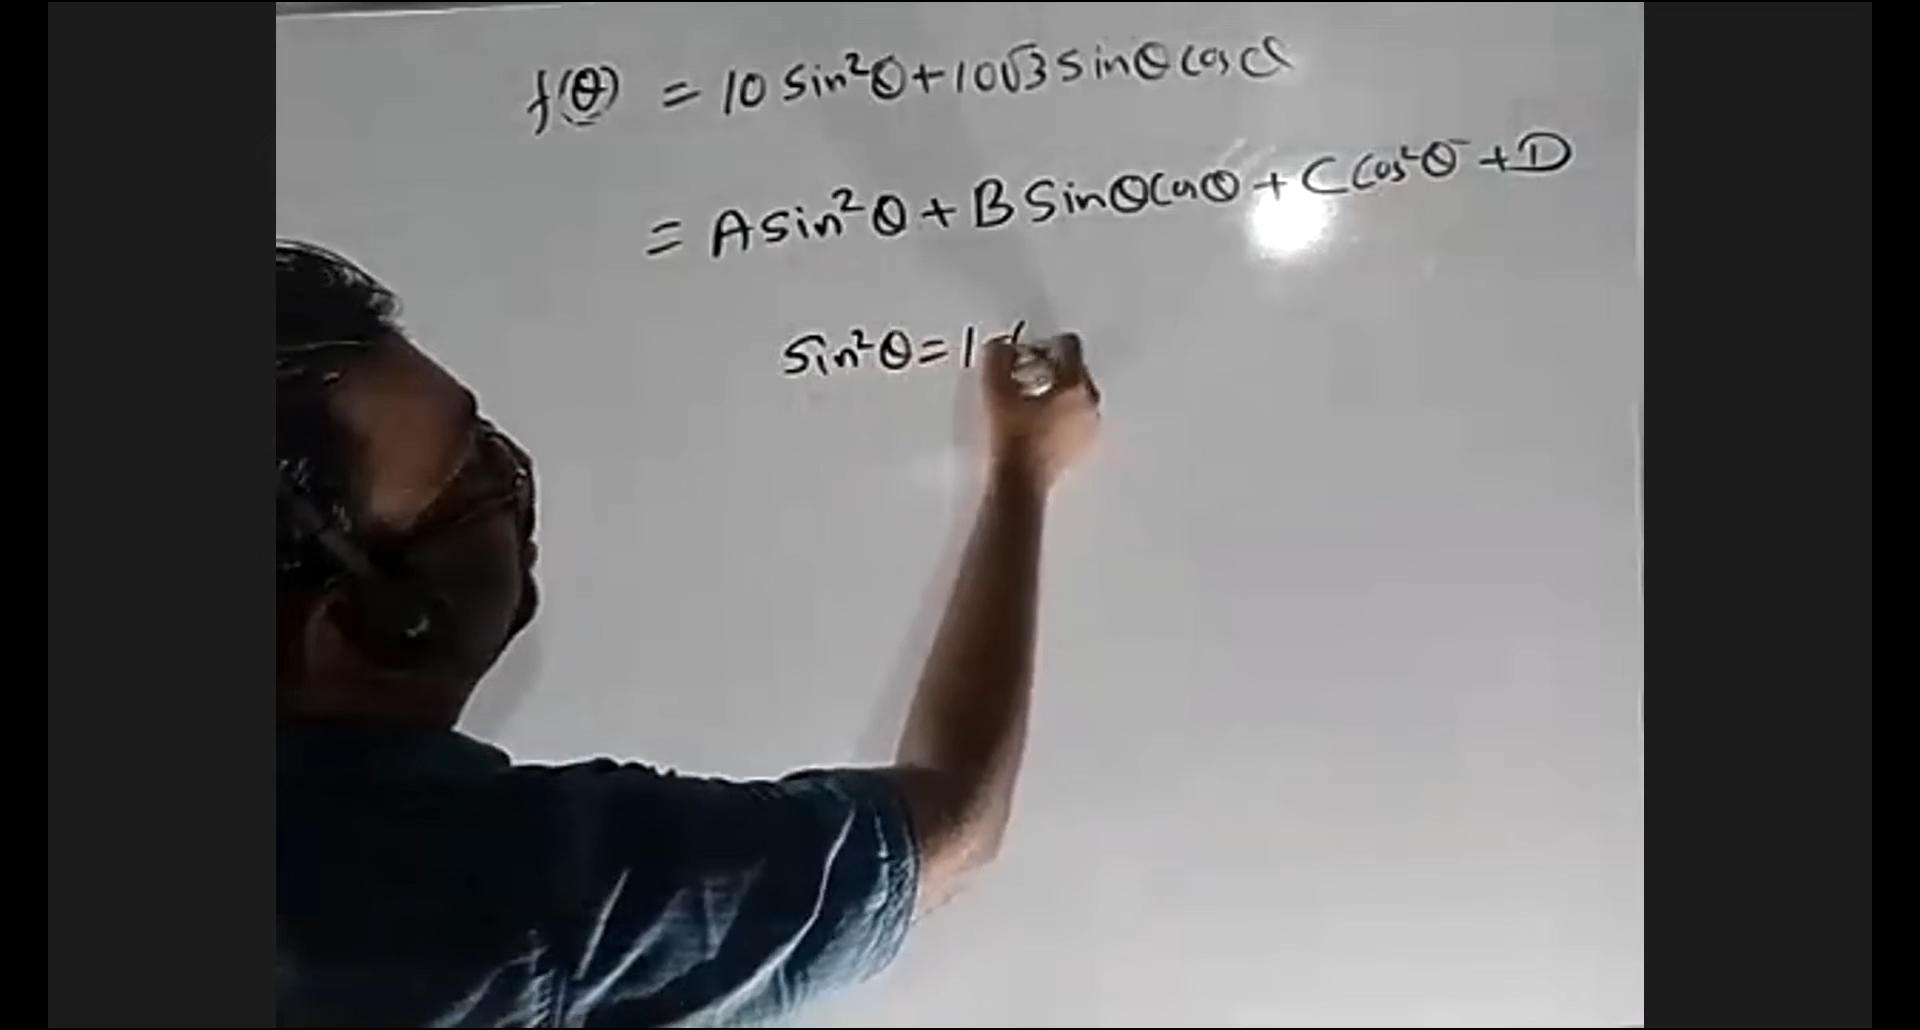 f(θ) = 10 Sin²θ + 10√3 Sinθ Cosθ
= A Sin²θ + B Sinθ Cosθ + C Cos²θ + D
Sin²θ = 1 -